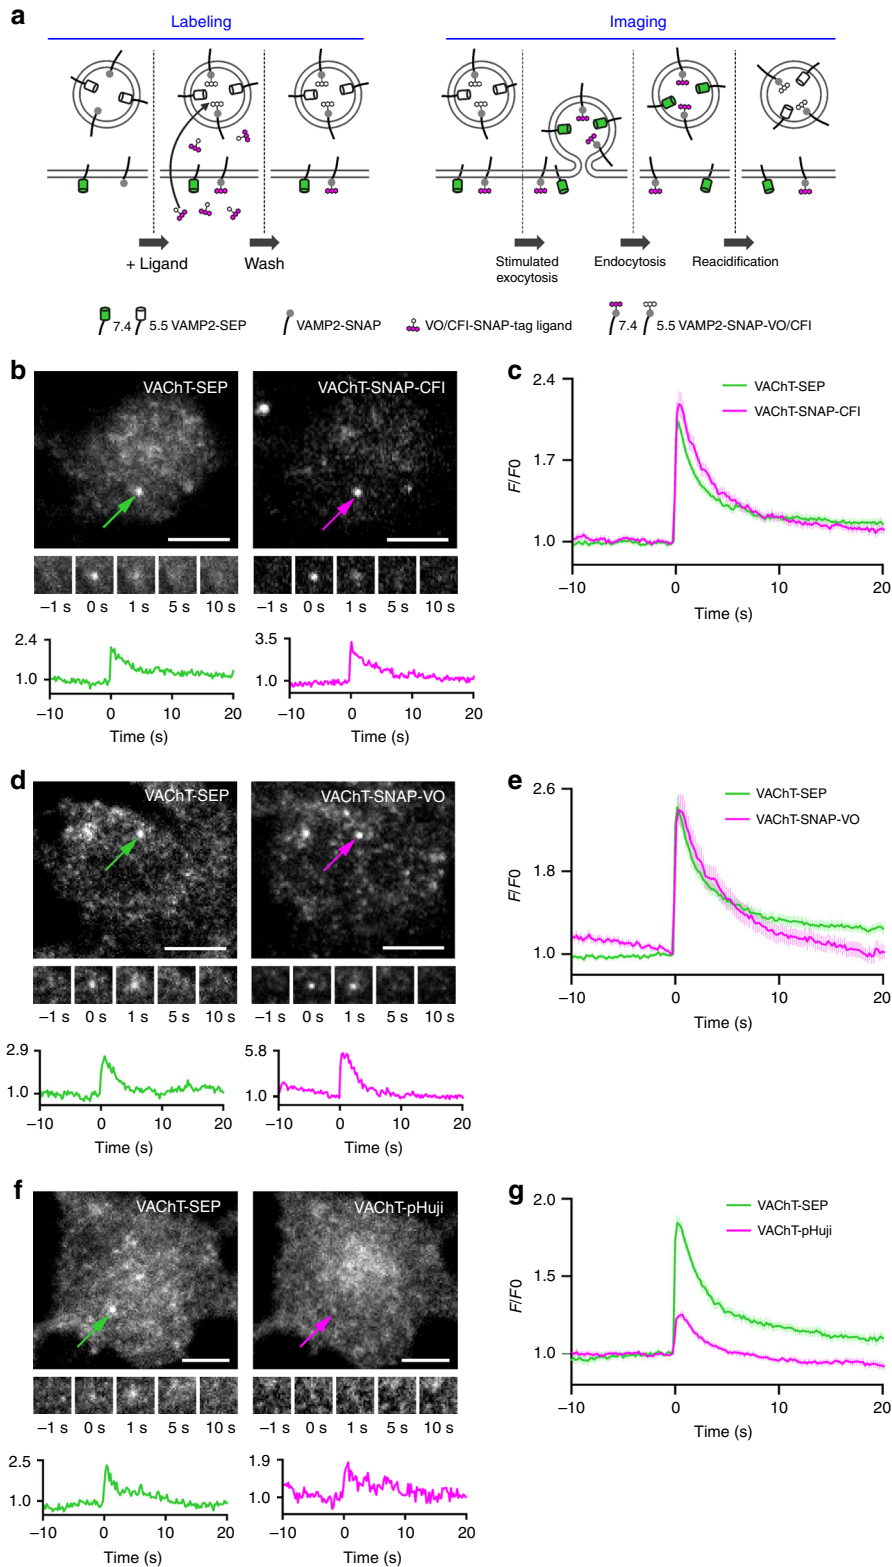 a
Labeling
Imaging
+ Ligand
Wash
Stimulated
exocytosis
Endocytosis
Reacidification
7.4 5.5 VAMP2-SEP
VAMP2-SNAP
VO/CFI-SNAP-tag ligand
7.4 5.5 VAMP2-SNAP-VO/CFI
b
VAChT-SEP
VAChT-SNAP-CFI
–1 s 0 s 1 s 5 s 10 s
–1 s 0 s 1 s 5 s 10 s
2.4
1.0
–10 0 10 20
Time (s)
3.5
1.0
–10 0 10 20
Time (s)
c
2.4
1.7
1.0
F/F0
VAChT-SEP
VAChT-SNAP-CFI
–10 0 10 20
Time (s)
d
VAChT-SEP
VAChT-SNAP-VO
–1 s 0 s 1 s 5 s 10 s
–1 s 0 s 1 s 5 s 10 s
2.9
1.0
–10 0 10 20
Time (s)
5.8
1.0
–10 0 10 20
Time (s)
e
2.6
1.8
1.0
F/F0
VAChT-SEP
VAChT-SNAP-VO
–10 0 10 20
Time (s)
f
VAChT-SEP
VAChT-pHuji
–1 s 0 s 1 s 5 s 10 s
–1 s 0 s 1 s 5 s 10 s
2.5
1.0
–10 0 10 20
Time (s)
1.9
1.0
–10 0 10 20
Time (s)
g
2.0
1.5
1.0
F/F0
VAChT-SEP
VAChT-pHuji
–10 0 10 20
Time (s)